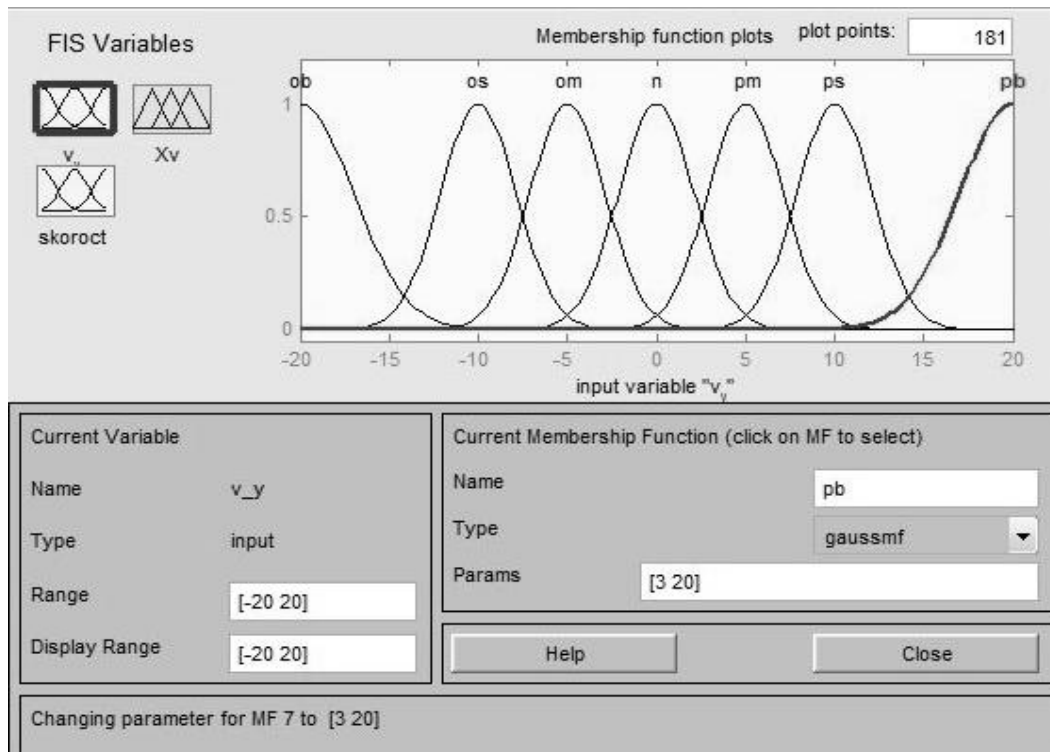 FIS Variables
Membership function plots
plot points:
181
ob os om n pm ps pb
1
0.5
0
-20 -15 -10 -5 0 5 10 15 20
input variable "v_y"
Xv
skoroct
Current Variable
Name v_y
Type input
Range [-20 20]
Display Range [-20 20]
Current Membership Function (click on MF to select)
Name pb
Type gaussmf
Params [3 20]
Help Close
Changing parameter for MF 7 to [3 20]